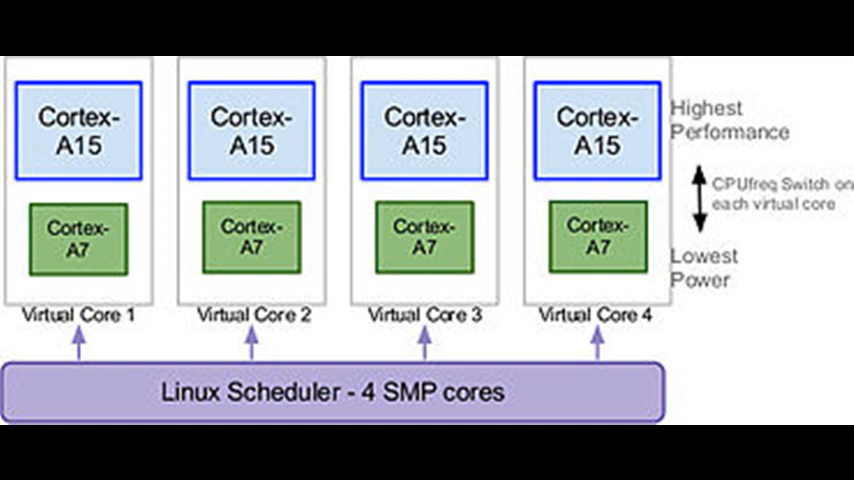 Cortex-
A15
Cortex-
A15
Cortex-
A15
Cortex-
A15
Highest
Performance
CPUfreq Switch on
each virtual core
Cortex-
A7
Cortex-
A7
Cortex-
A7
Cortex-
A7
Lowest
Power
Virtual Core 1
Virtual Core 2
Virtual Core 3
Virtual Core 4
Linux Scheduler - 4 SMP cores